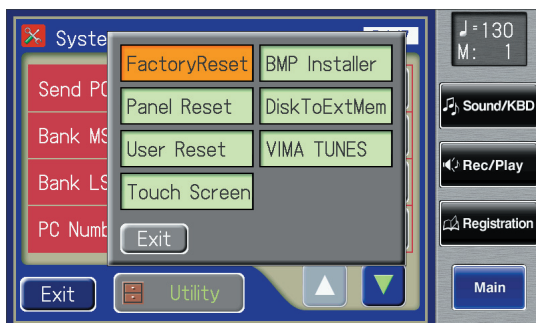 Syste
FactoryReset BMP Installer
Send PC Panel Reset DiskToExtMem
Bank MS User Reset VIMA TUNES
Bank LS Touch Screen
PC Numb Exit
Exit Utility
♩=130
M: 1
Sound/KBD
Rec/Play
Registration
Main